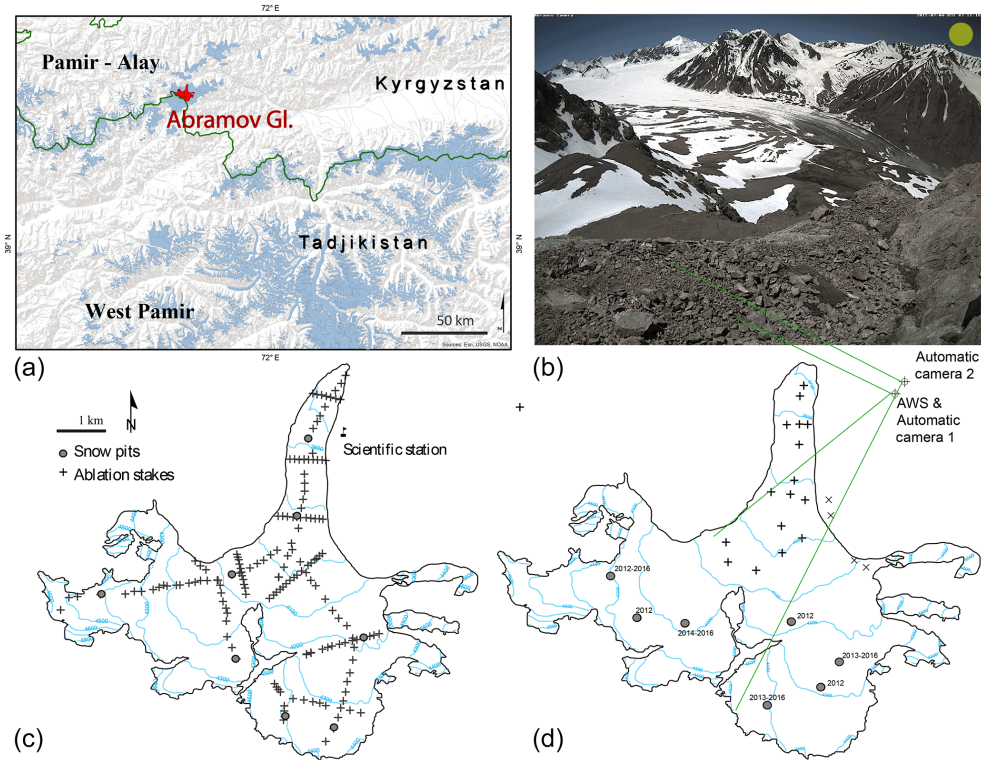 72° E
Pamir - Alay
Kyrgyzstan
Abramov Gl.
39° N
39° N
Tadjikistan
West Pamir
50 km
N
Sources: Esri, USGS, NOAA
72° E
Abramov Camera
(a)
(b)
Automatic
camera 2
AWS &
Automatic
camera 1
1 km
N
Snow pits
Ablation stakes
Scientific station
(c)
2012-2016
2012
2014-2016
2012
2013-2016
2012
2013-2016
(d)